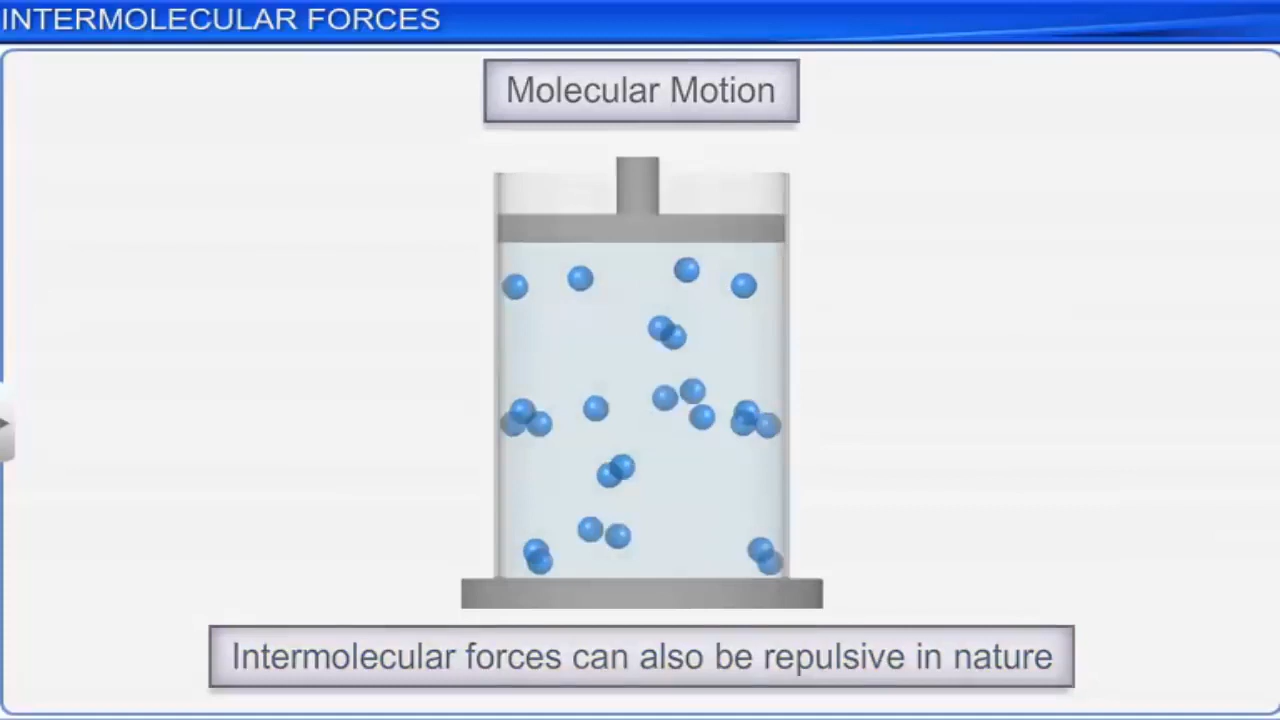 INTERMOLECULAR FORCES
Molecular Motion
Intermolecular forces can also be repulsive in nature